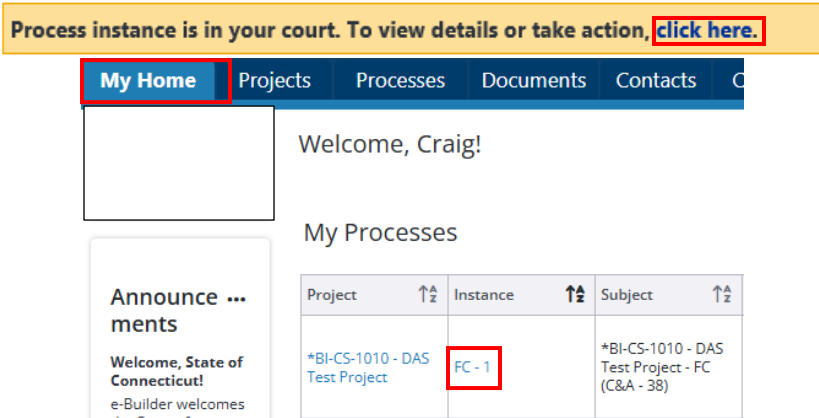 Process instance is in your court. To view details or take action, click here.
My Home Projects Processes Documents Contacts
Welcome, Craig!
My Processes
Announce ...
ments
Welcome, State of
Connecticut!
e-Builder welcomes
Project Instance Subject
*BI-CS-1010 - DAS
Test Project
FC - 1
*BI-CS-1010 - DAS
Test Project - FC
(C&A - 38)